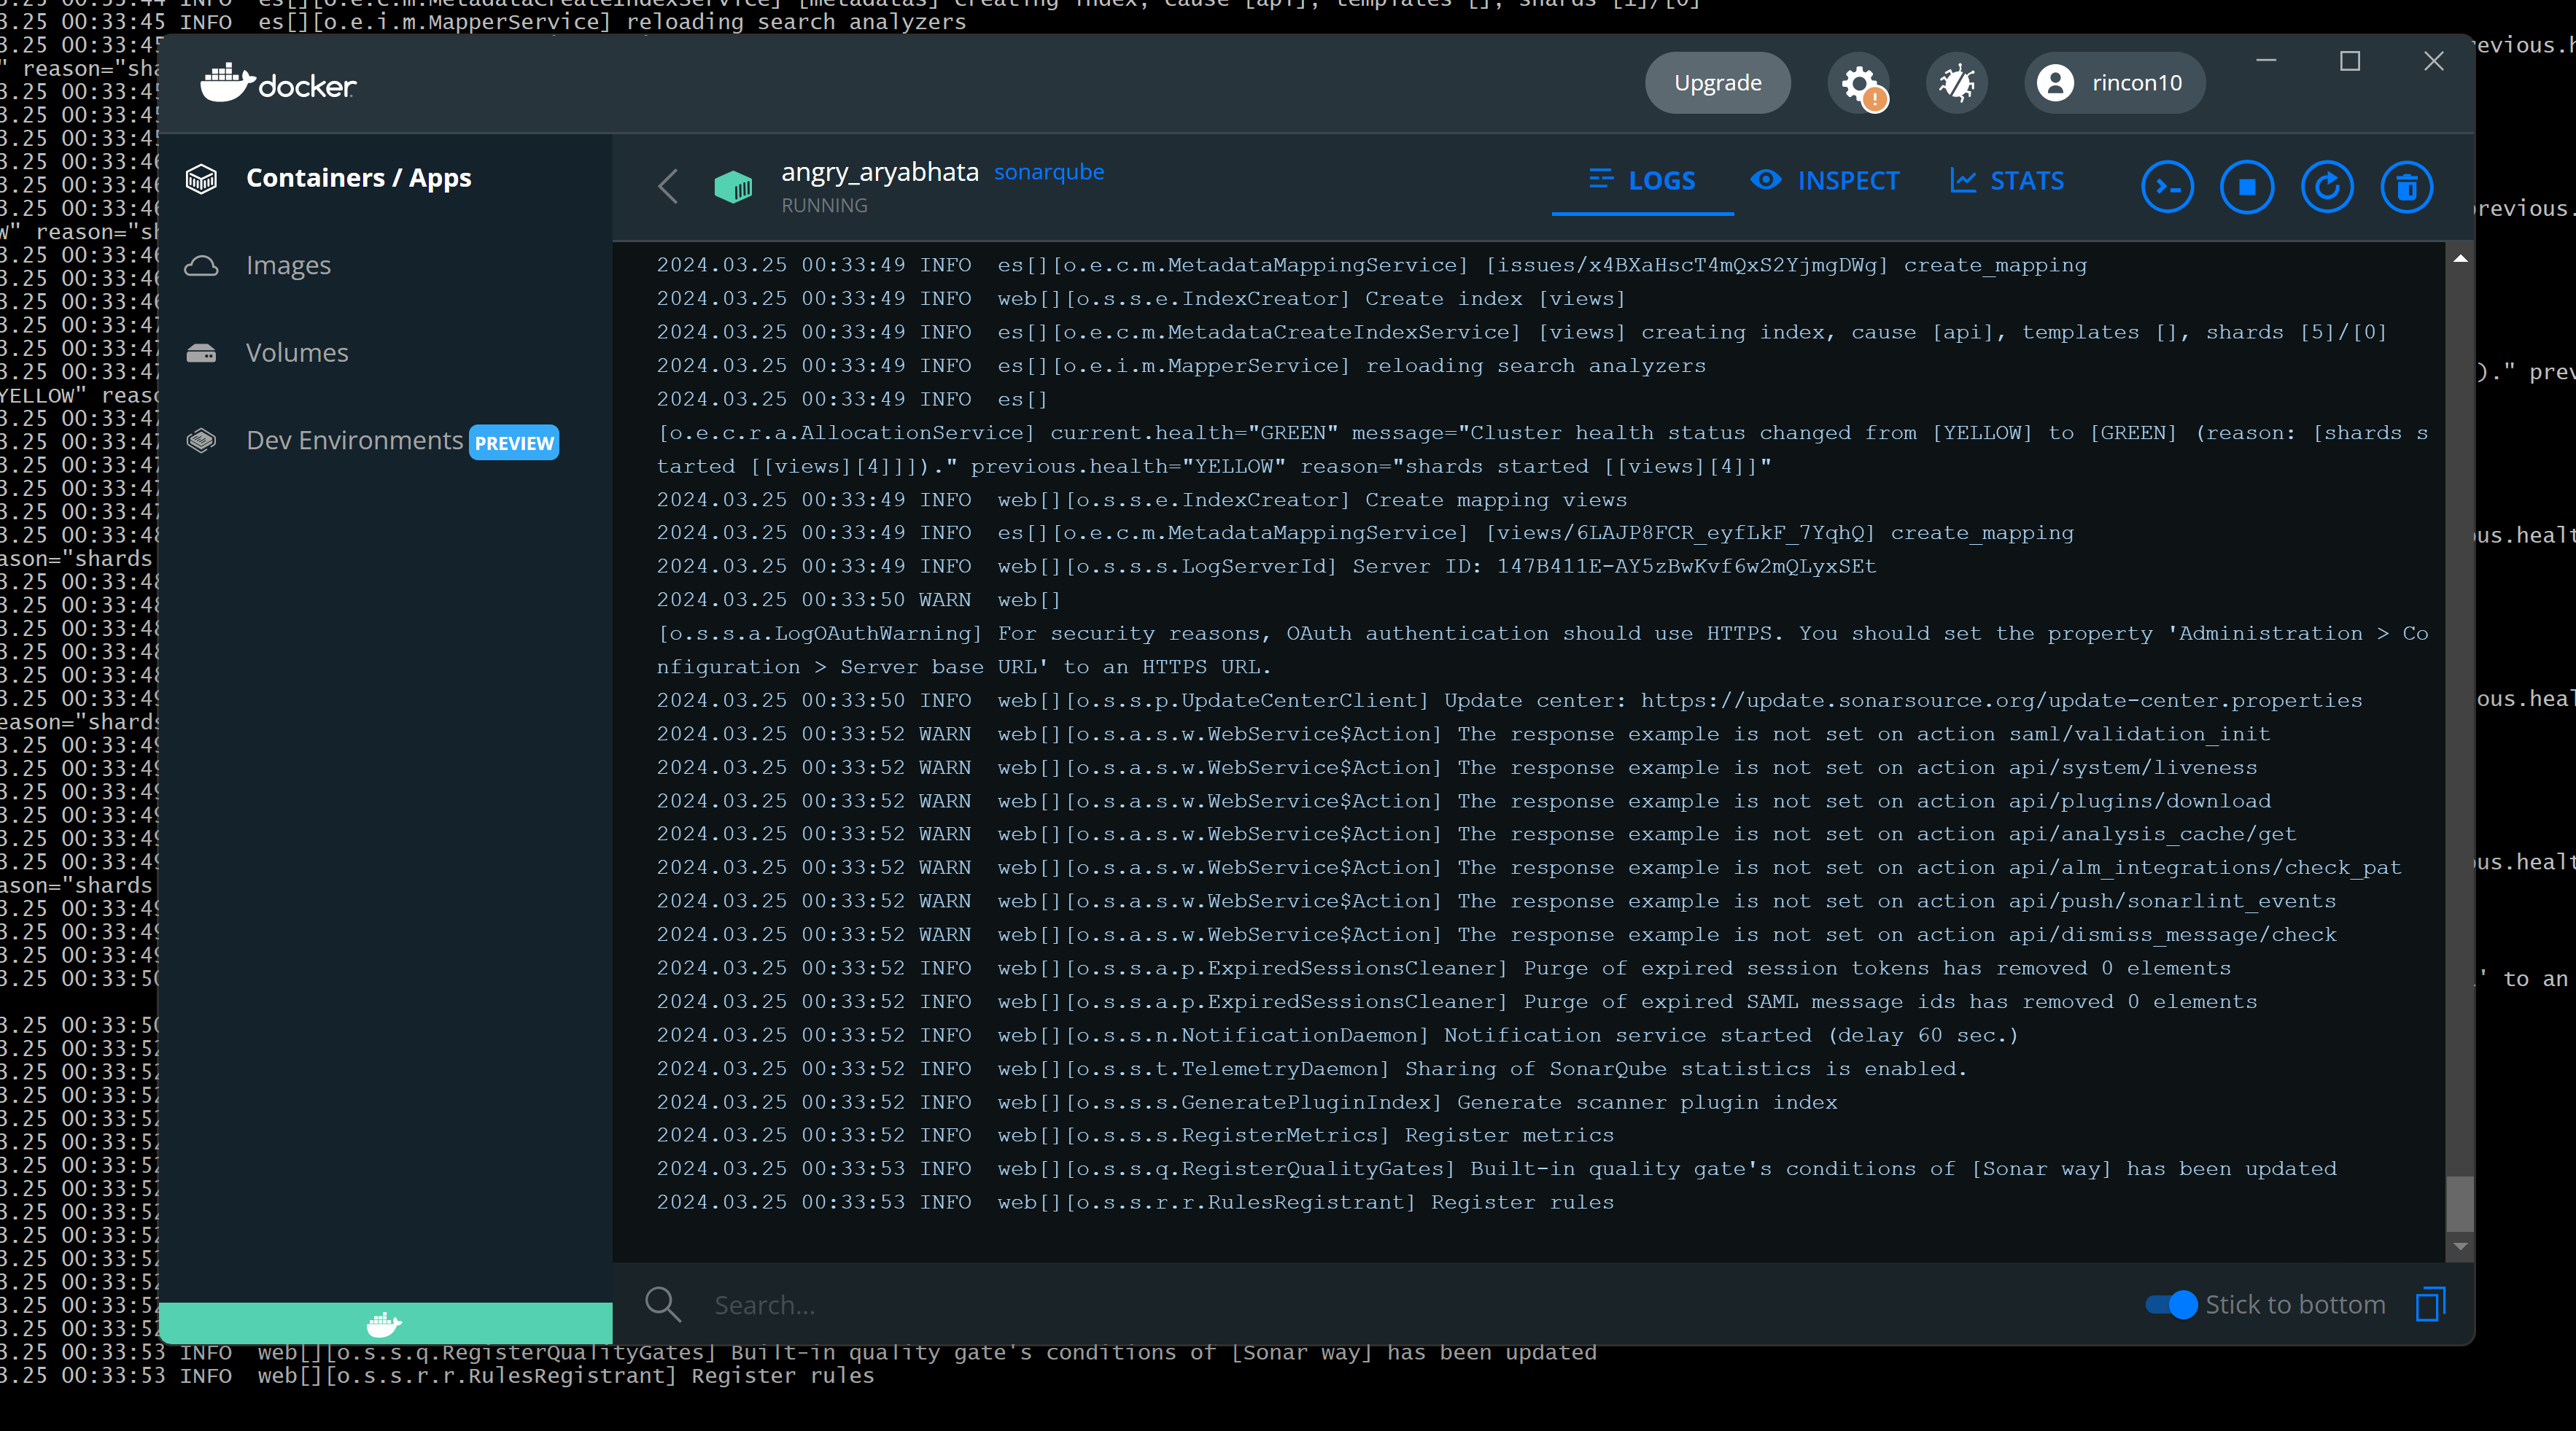 3.25 00:33:44 INFO es[][o.e.c.m.MetadataCreateIndexService] [metadatas] creating index, cause [api], templates [], shards [1]/[0]
3.25 00:33:45 INFO es[][o.e.i.m.MapperService] reloading search analyzers
docker
Upgrade
rincon10
Containers / Apps
Images
Volumes
Dev Environments PREVIEW
angry_aryabhata sonarqube
RUNNING
LOGS
INSPECT
STATS
2024.03.25 00:33:49 INFO es[][o.e.c.m.MetadataMappingService] [issues/x4BXaHscT4mQxS2YjmgDWg] create_mapping
2024.03.25 00:33:49 INFO web[][o.s.s.e.IndexCreator] Create index [views]
2024.03.25 00:33:49 INFO es[][o.e.c.m.MetadataCreateIndexService] [views] creating index, cause [api], templates [], shards [5]/[0]
2024.03.25 00:33:49 INFO es[][o.e.i.m.MapperService] reloading search analyzers
2024.03.25 00:33:49 INFO es[]
[o.e.c.r.a.AllocationService] current.health="GREEN" message="Cluster health status changed from [YELLOW] to [GREEN] (reason: [shards s
tarted [[views][4]]])." previous.health="YELLOW" reason="shards started [[views][4]]"
2024.03.25 00:33:49 INFO web[][o.s.s.e.IndexCreator] Create mapping views
2024.03.25 00:33:49 INFO es[][o.e.c.m.MetadataMappingService] [views/6LAJP8FCR_eyfLkF_7YqhQ] create_mapping
2024.03.25 00:33:49 INFO web[][o.s.s.s.LogServerId] Server ID: 147B411E-AY5zBwKvf6w2mQLyxSEt
2024.03.25 00:33:50 WARN web[]
[o.s.s.a.LogOAuthWarning] For security reasons, OAuth authentication should use HTTPS. You should set the property 'Administration > Co
nfiguration > Server base URL' to an HTTPS URL.
2024.03.25 00:33:50 INFO web[][o.s.s.p.UpdateCenterClient] Update center: https://update.sonarsource.org/update-center.properties
2024.03.25 00:33:52 WARN web[][o.s.a.s.w.WebService$Action] The response example is not set on action saml/validation_init
2024.03.25 00:33:52 WARN web[][o.s.a.s.w.WebService$Action] The response example is not set on action api/system/liveness
2024.03.25 00:33:52 WARN web[][o.s.a.s.w.WebService$Action] The response example is not set on action api/plugins/download
2024.03.25 00:33:52 WARN web[][o.s.a.s.w.WebService$Action] The response example is not set on action api/analysis_cache/get
2024.03.25 00:33:52 WARN web[][o.s.a.s.w.WebService$Action] The response example is not set on action api/alm_integrations/check_pat
2024.03.25 00:33:52 WARN web[][o.s.a.s.w.WebService$Action] The response example is not set on action api/push/sonarlint_events
2024.03.25 00:33:52 WARN web[][o.s.a.s.w.WebService$Action] The response example is not set on action api/dismiss_message/check
2024.03.25 00:33:52 INFO web[][o.s.s.a.p.ExpiredSessionsCleaner] Purge of expired session tokens has removed 0 elements
2024.03.25 00:33:52 INFO web[][o.s.s.a.p.ExpiredSessionsCleaner] Purge of expired SAML message ids has removed 0 elements
2024.03.25 00:33:52 INFO web[][o.s.s.n.NotificationDaemon] Notification service started (delay 60 sec.)
2024.03.25 00:33:52 INFO web[][o.s.s.t.TelemetryDaemon] Sharing of SonarQube statistics is enabled.
2024.03.25 00:33:52 INFO web[][o.s.s.s.GeneratePluginIndex] Generate scanner plugin index
2024.03.25 00:33:52 INFO web[][o.s.s.s.RegisterMetrics] Register metrics
2024.03.25 00:33:53 INFO web[][o.s.s.q.RegisterQualityGates] Built-in quality gate's conditions of [Sonar way] has been updated
2024.03.25 00:33:53 INFO web[][o.s.s.r.r.RulesRegistrant] Register rules
Search...
Stick to bottom
3.25 00:33:53 INFO web[][o.s.s.q.RegisterQualityGates] Built-in quality gate's conditions of [Sonar way] has been updated
3.25 00:33:53 INFO web[][o.s.s.r.r.RulesRegistrant] Register rules